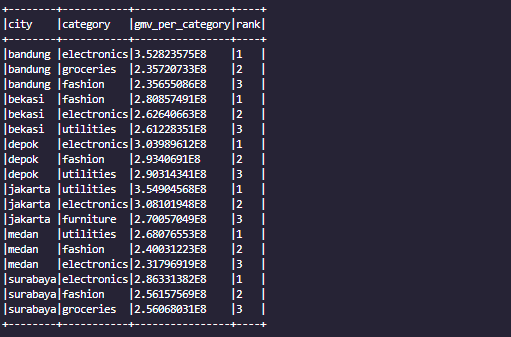 +--------+-----------+----------------+----+
|city    |category   |gmv_per_category|rank|
+--------+-----------+----------------+----+
|bandung |electronics|3.52823575E8    |1   |
|bandung |groceries  |2.35720733E8    |2   |
|bandung |fashion    |2.35655086E8    |3   |
|bekasi  |fashion    |2.80857491E8    |1   |
|bekasi  |electronics|2.62640663E8    |2   |
|bekasi  |utilities  |2.61228351E8    |3   |
|depok   |electronics|3.03989612E8    |1   |
|depok   |fashion    |2.9340691E8     |2   |
|depok   |utilities  |2.90314341E8    |3   |
|jakarta |utilities  |3.54904568E8    |1   |
|jakarta |electronics|3.08101948E8    |2   |
|jakarta |furniture  |2.70057049E8    |3   |
|medan   |utilities  |2.68076553E8    |1   |
|medan   |fashion    |2.40031223E8    |2   |
|medan   |electronics|2.31796919E8    |3   |
|surabaya|electronics|2.86331382E8    |1   |
|surabaya|fashion    |2.56157569E8    |2   |
|surabaya|groceries  |2.56068031E8    |3   |
+--------+-----------+----------------+----+